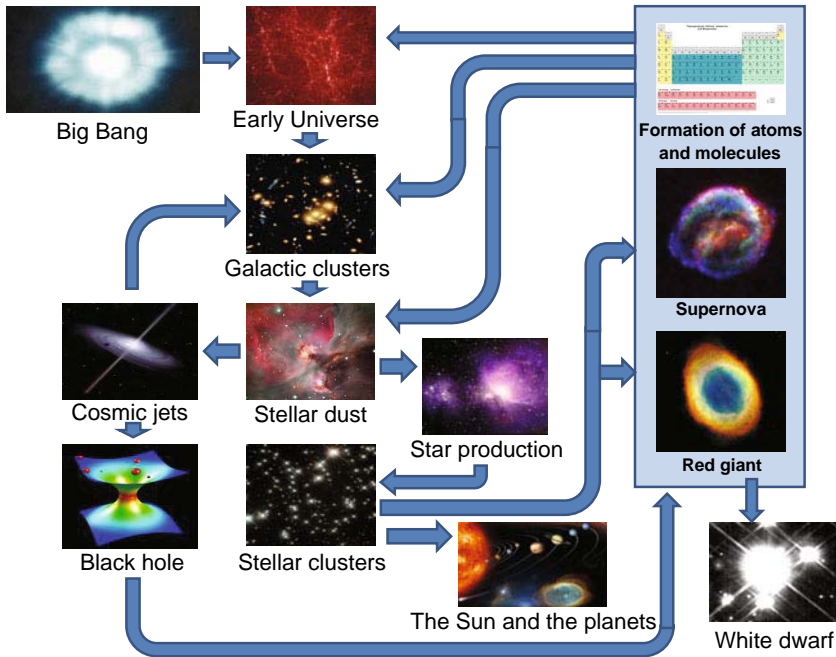 Big Bang
Early Universe
Formation of atoms
and molecules
Galactic clusters
Supernova
Cosmic jets
Stellar dust
Star production
Red giant
Black hole
Stellar clusters
The Sun and the planets
White dwarf